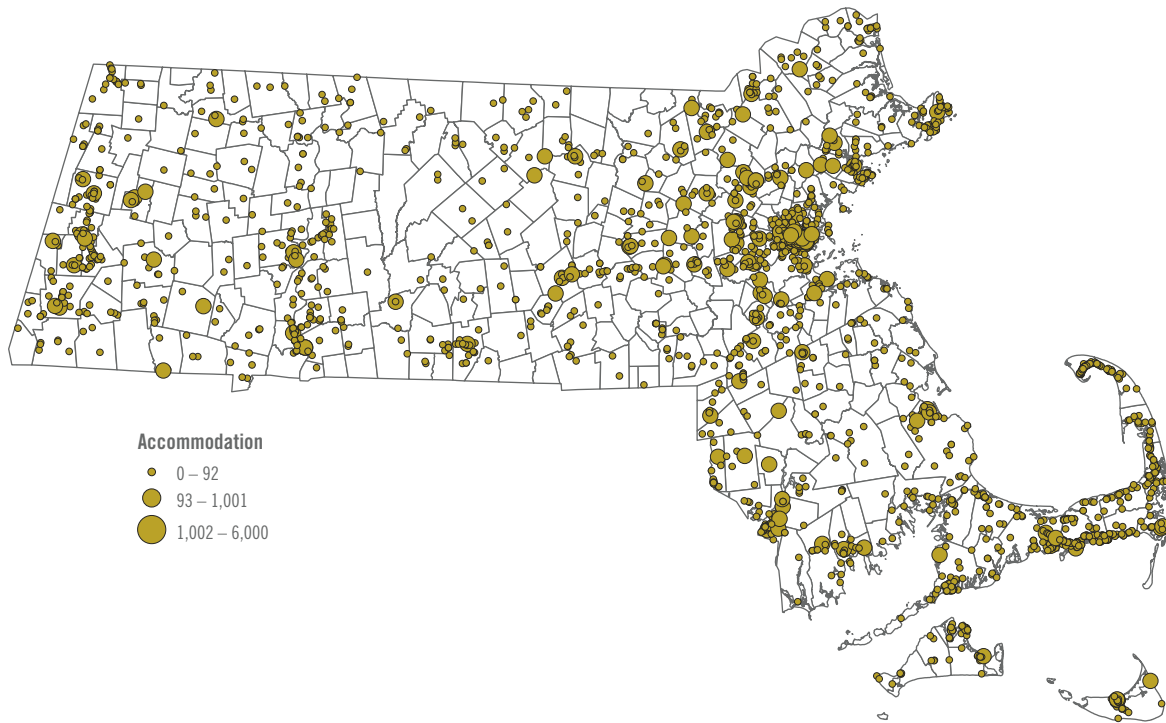 Accommodation
0 – 92
93 – 1,001
1,002 – 6,000